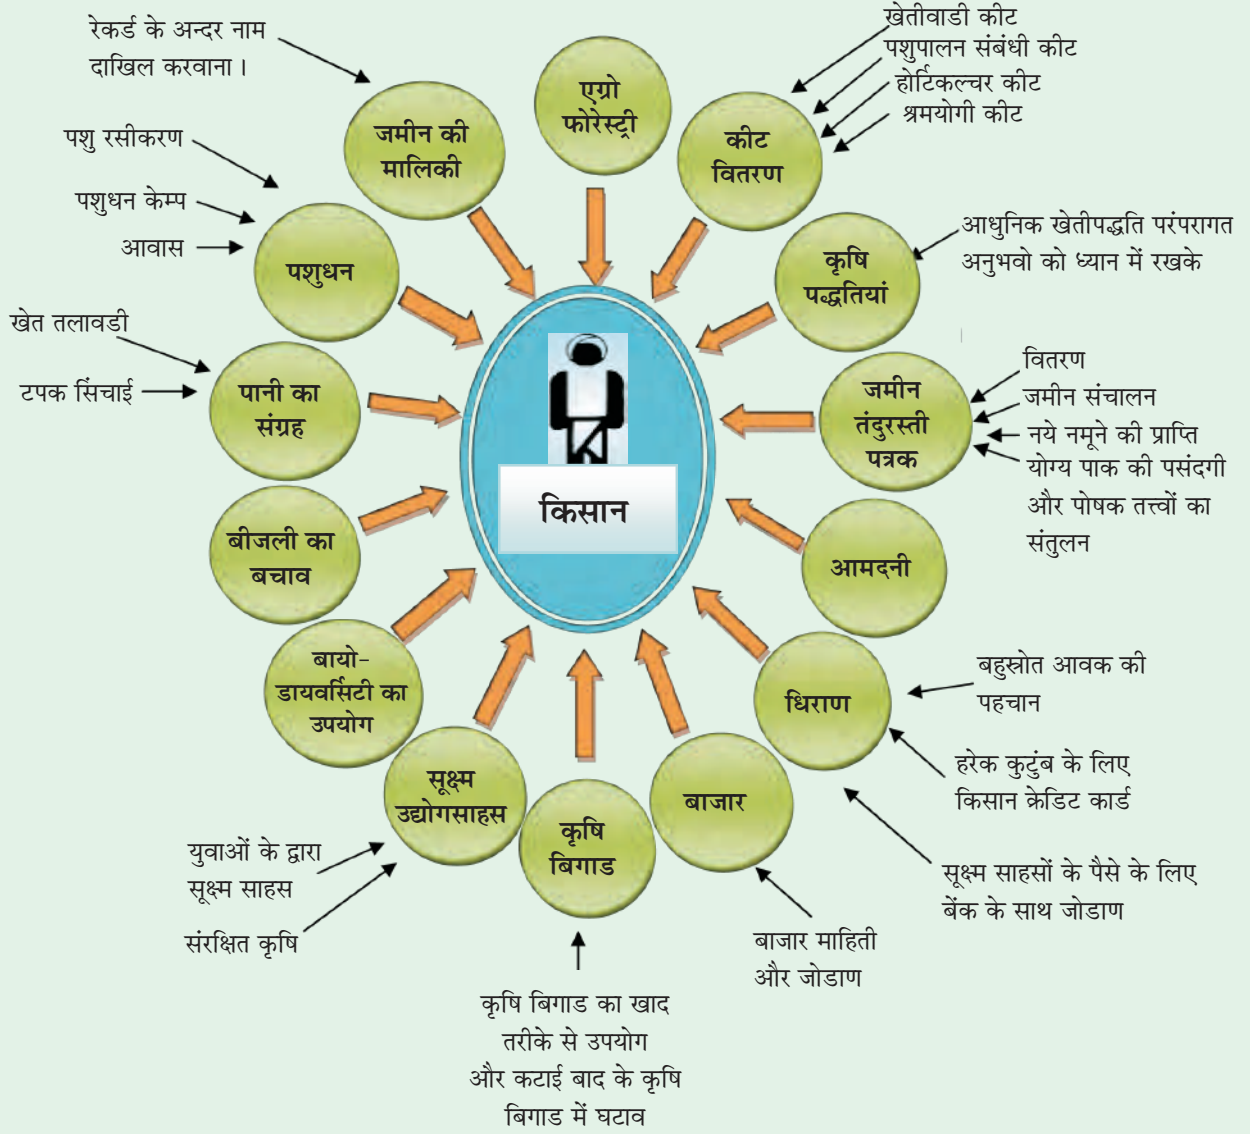 रेकर्ड के अन्दर नाम
दाखिल करवाना।
जमीन की
मालिकी
एग्रो
फोरेस्ट्री
कीट
वितरण
खेतीवाडी कीट
पशुपालन संबंधी कीट
होर्टिकल्चर कीट
श्रमयोगी कीट
पशु रसीकरण
पशुधन केम्प
आवास
पशुधन
कृषि
पद्धतियां
आधुनिक खेतीपद्धति परंपरागत
अनुभवो को ध्यान में रखके
खेत तलावडी
टपक सिंचाई
पानी का
संग्रह
जमीन
तंदुरस्ती
पत्रक
वितरण
जमीन संचालन
नये नमूने की प्राप्ति
योग्य पाक की पसंदगी
और पोषक तत्त्वों का
संतुलन
किसान
बीजली का
बचाव
आमदनी
बायो-
डायवर्सिटी का
उपयोग
धिराण
बहुस्रोत आवक की
पहचान
हरेक कुटुंब के लिए
किसान क्रेडिट कार्ड
सूक्ष्म साहसों के पैसे के लिए
बेंक के साथ जोडाण
सूक्ष्म
उद्योगसाहस
युवाओं के द्वारा
सूक्ष्म साहस
संरक्षित कृषि
कृषि
बिगाड
बाजार
बाजार माहिती
और जोडाण
कृषि बिगाड का खाद
तरीके से उपयोग
और कटाई बाद के कृषि
बिगाड में घटाव